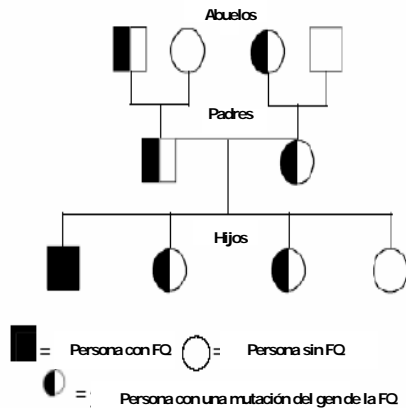 Abuelos
Padres
Hijos
= Persona con FQ = Persona sin FQ
= Persona con una mutación del gen de la FQ